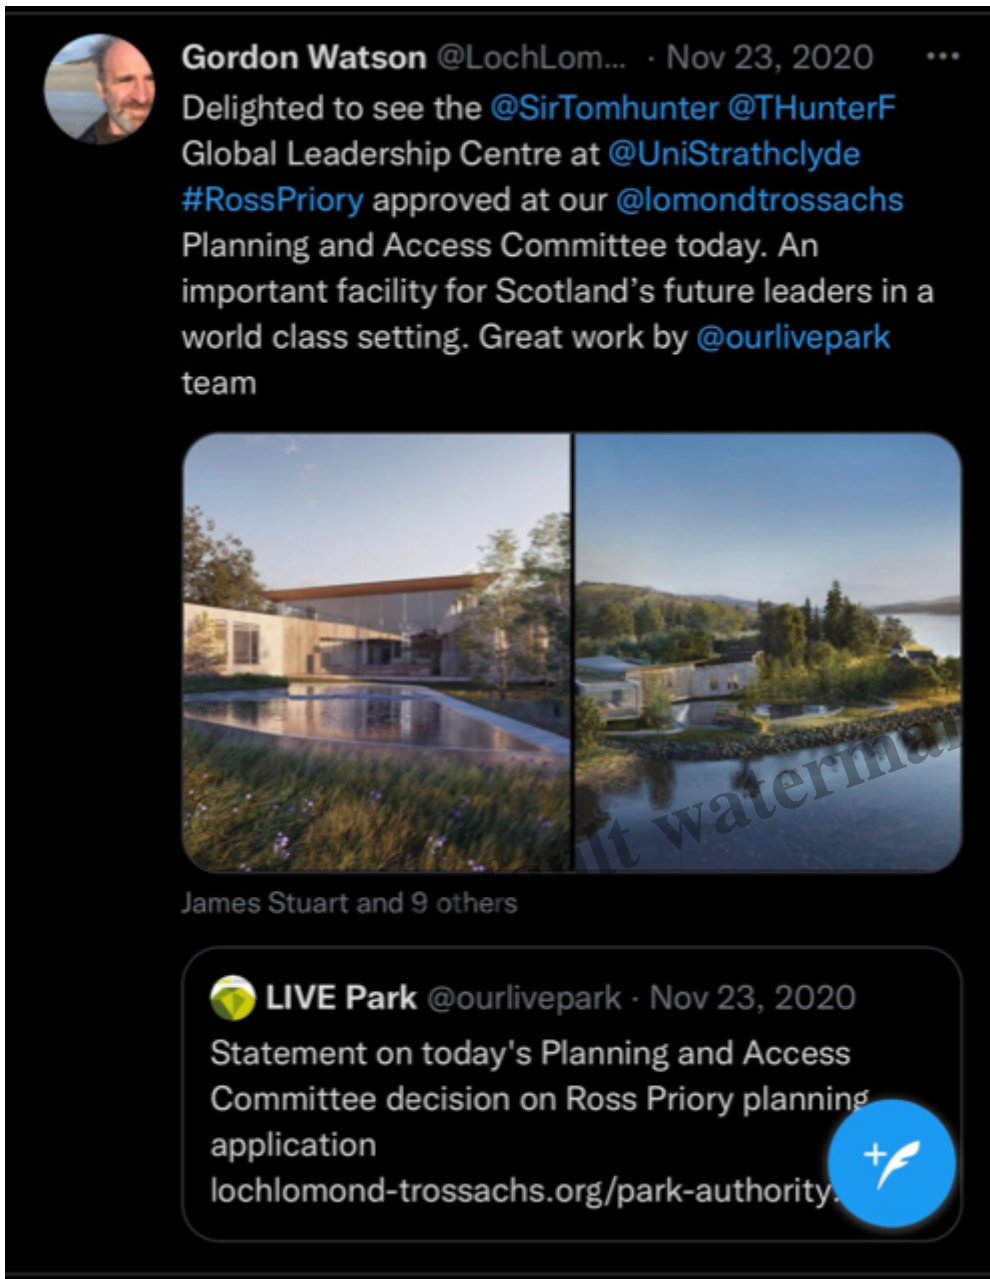 Gordon Watson @LochLom... · Nov 23, 2020
Delighted to see the @SirTomhunter @THunterF
Global Leadership Centre at @UniStrathclyde
#RossPriory approved at our @lomondtrossachs
Planning and Access Committee today. An
important facility for Scotland's future leaders in a
world class setting. Great work by @ourlivepark
team
James Stuart and 9 others
LIVE Park @ourlivepark · Nov 23, 2020
Statement on today's Planning and Access
Committee decision on Ross Priory planning
application
lochlomond-trossachs.org/park-authority